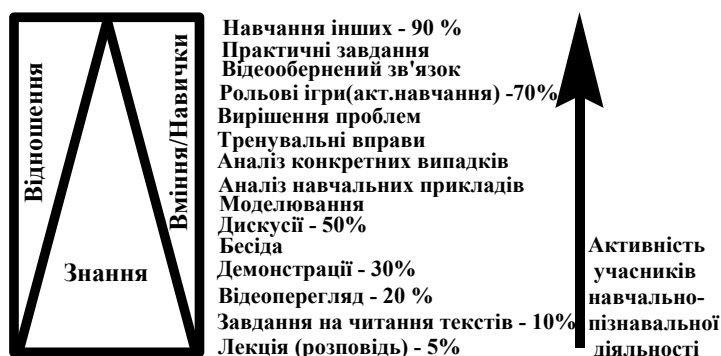 Відношення
Вміння/Навички
Знання
Навчання інших - 90 %
Практичні завдання
Відеообернений зв'язок
Рольові ігри(акт.навчання) -70%
Вирішення проблем
Тренувальні вправи
Аналіз конкретних випадків
Аналіз навчальних прикладів
Моделювання
Дискусії - 50%
Бесіда
Демонстрації - 30%
Відеоперегляд - 20 %
Завдання на читання текстів - 10%
Лекція (розповідь) - 5%
Активність
учасників
навчально-
пізнавальної
діяльності